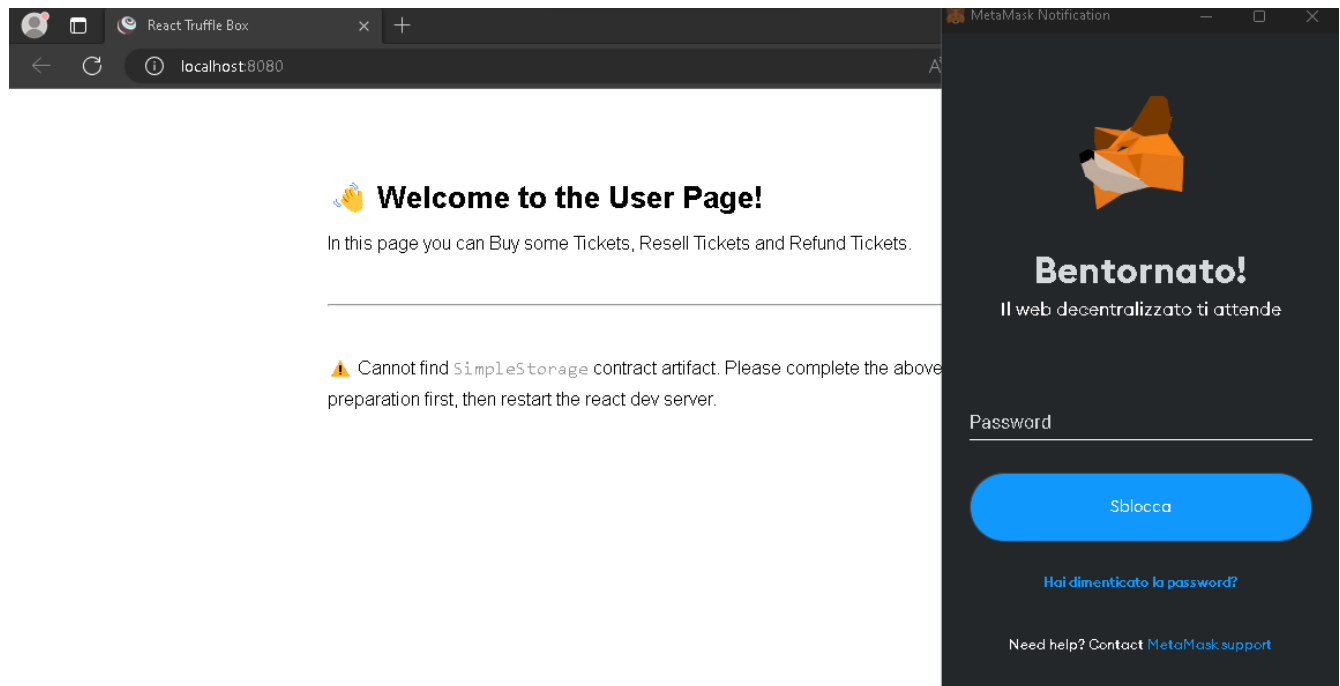 React Truffle Box
localhost:8080
👋 Welcome to the User Page!
In this page you can Buy some Tickets, Resell Tickets and Refund Tickets.
⚠️ Cannot find SimpleStorage contract artifact. Please complete the above
preparation first, then restart the react dev server.
MetaMask Notification
Bentornato!
Il web decentralizzato ti attende
Password
Sblocca
Hai dimenticato la password?
Need help? Contact MetaMask support